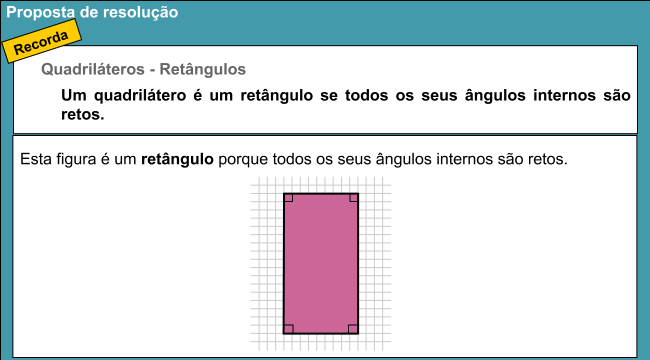 Proposta de resolução
Recorda
Quadriláteros - Retângulos
Um quadrilátero é um retângulo se todos os seus ângulos internos são
retos.
Esta figura é um retângulo porque todos os seus ângulos internos são retos.